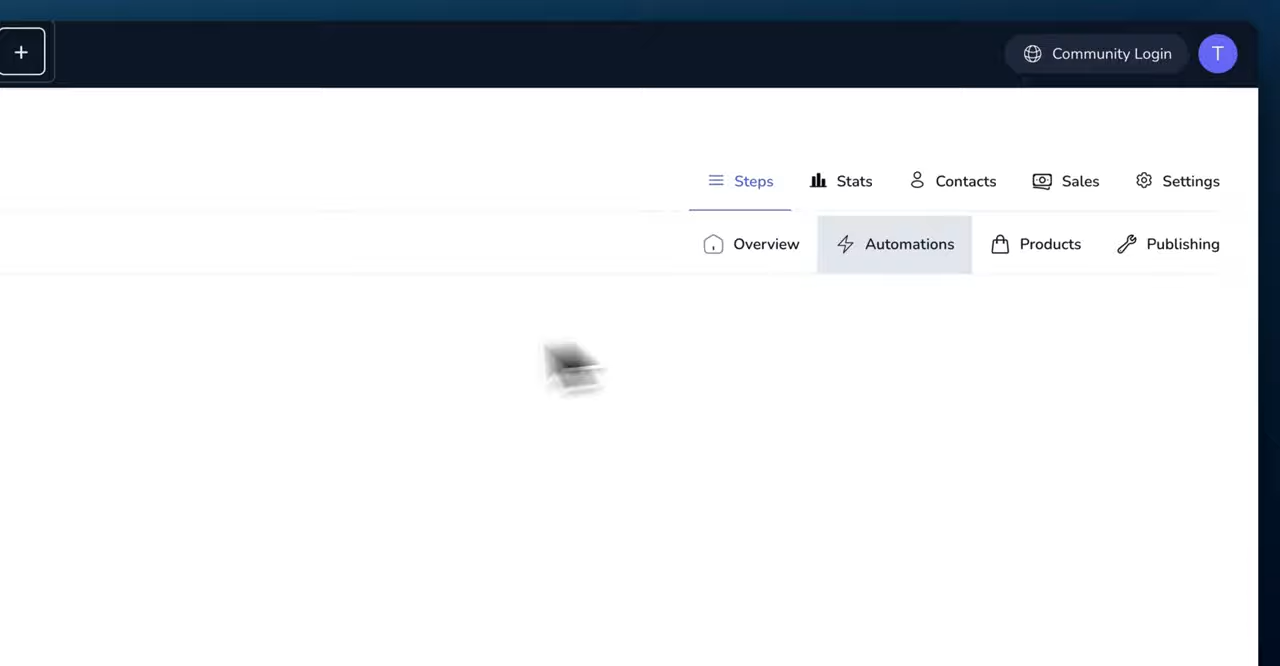 Community Login T
Steps Stats Contacts Sales Settings
Overview Automations Products Publishing